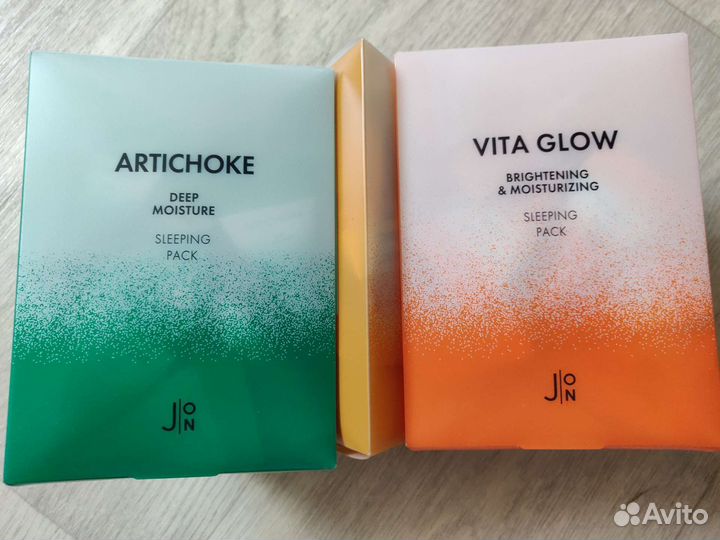 ARTICHOKE
DEEP
MOISTURE
SLEEPING
PACK
J|ON
VITA GLOW
BRIGHTENING
& MOISTURIZING
SLEEPING
PACK
J|ON
Avito